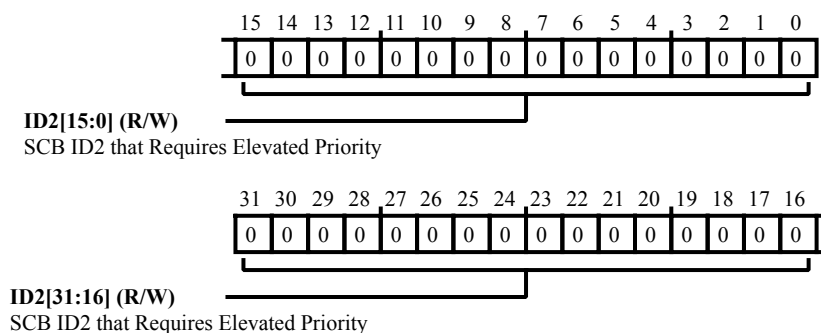 15 14 13 12 11 10 9 8 7 6 5 4 3 2 1 0
0 0 0 0 0 0 0 0 0 0 0 0 0 0 0 0
ID2[15:0] (R/W)
SCB ID2 that Requires Elevated Priority
31 30 29 28 27 26 25 24 23 22 21 20 19 18 17 16
0 0 0 0 0 0 0 0 0 0 0 0 0 0 0 0
ID2[31:16] (R/W)
SCB ID2 that Requires Elevated Priority